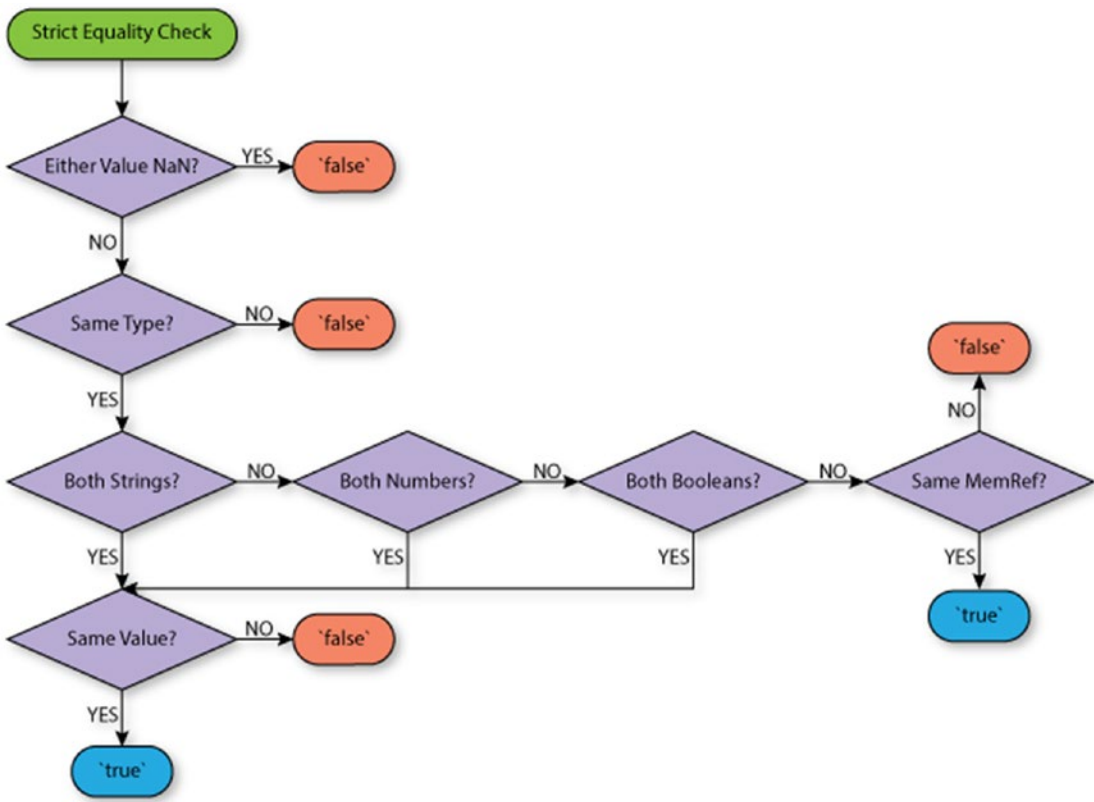 Strict Equality Check
Either Value NaN?
YES
`false`
NO
Same Type?
NO
`false`
`false`
YES
NO
Both Strings?
NO
Both Numbers?
NO
Both Booleans?
NO
Same MemRef?
YES
YES
YES
YES
Same Value?
NO
`false`
`true`
YES
`true`